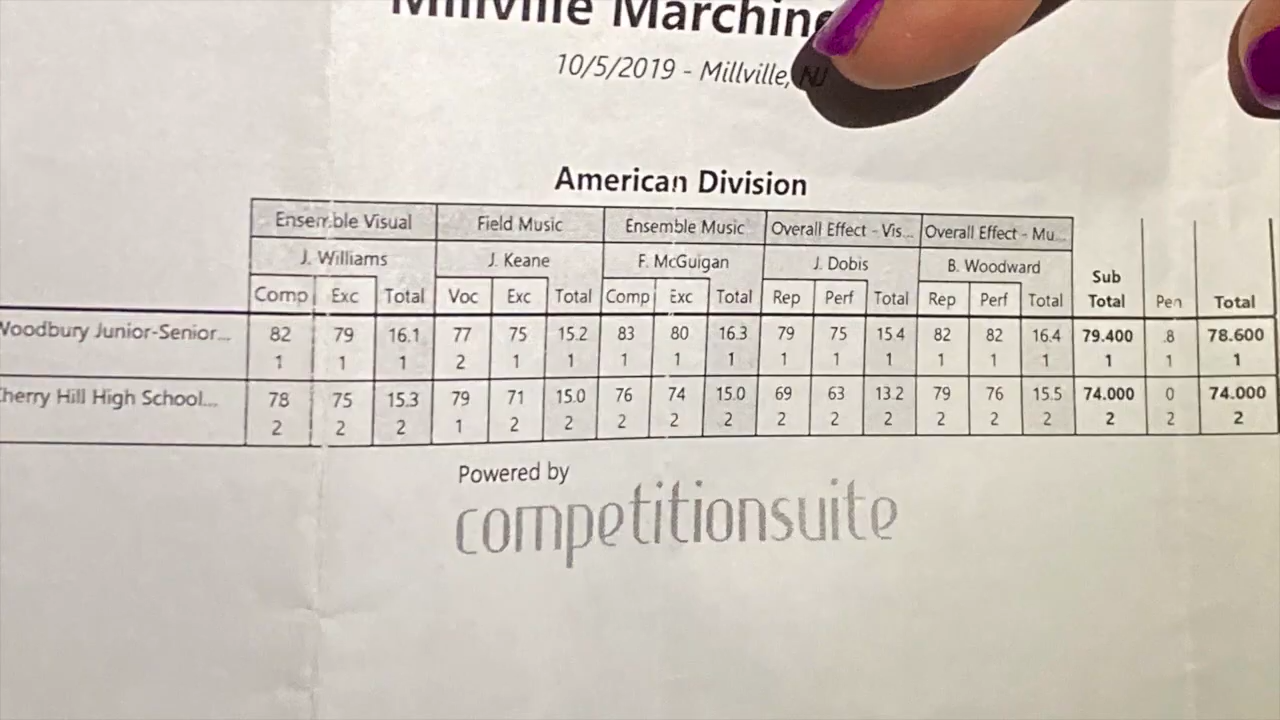 Millville Marching
10/5/2019 - Millville, NJ
American Division
Ensemble Visual Field Music Ensemble Music Overall Effect - Vis... Overall Effect - Mu...
J. Williams J. Keane F. McGuigan J. Dobis B. Woodward Sub
Comp Exc Total Voc Exc Total Comp Exc Total Rep Perf Total Rep Perf Total Total Pen Total
Woodbury Junior-Senior... 82 79 16.1 77 75 15.2 83 80 16.3 79 75 15.4 82 82 16.4 79.400 .8 78.600
1 1 1 2 1 1 1 1 1 1 1 1 1 1 1 1 1 1
Cherry Hill High School... 78 75 15.3 79 71 15.0 76 74 15.0 69 63 13.2 79 76 15.5 74.000 0 74.000
2 2 2 1 2 2 2 2 2 2 2 2 2 2 2 2 2 2
Powered by
competitionsuite